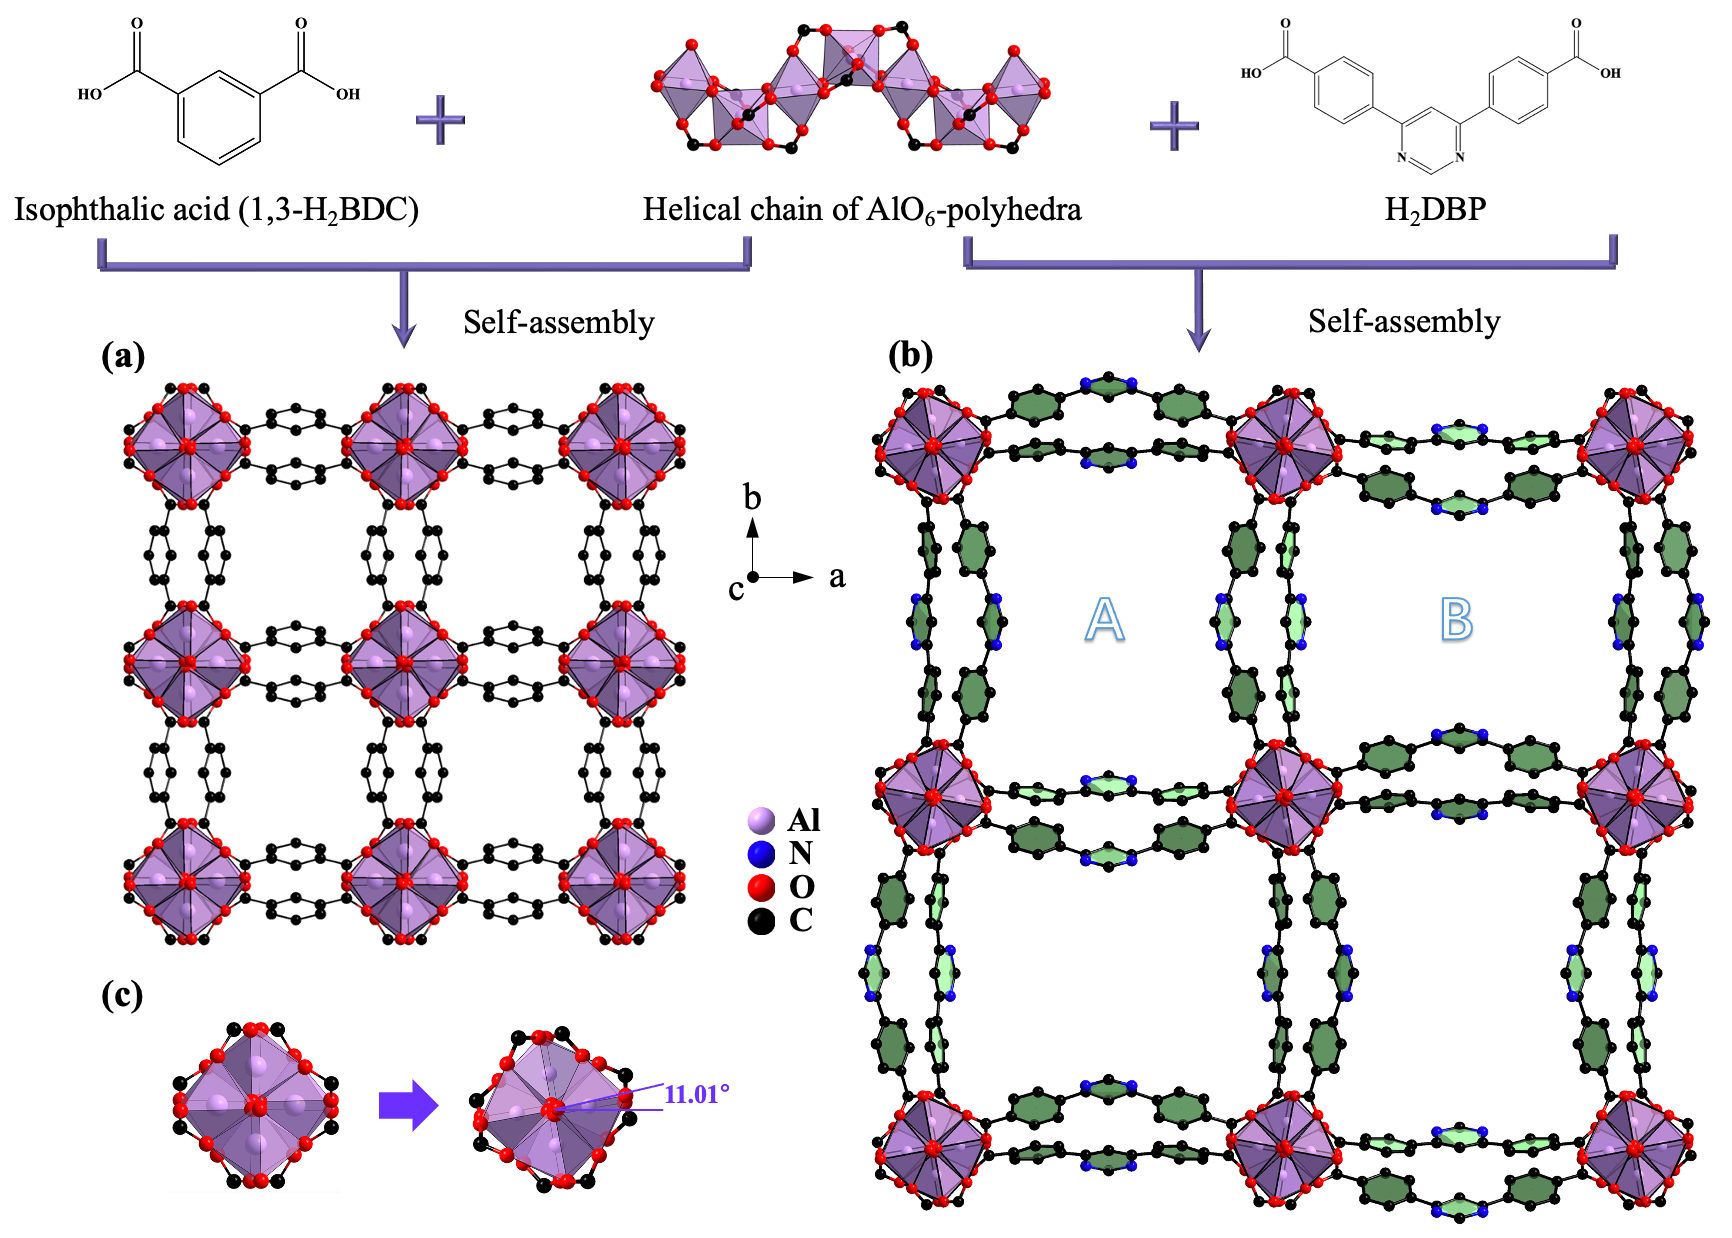 O
O
HO
OH
O
O
HO
OH
N
N
Isophthalic acid (1,3-H₂BDC)
Helical chain of AlO₆-polyhedra
H₂DBP
Self-assembly
Self-assembly
(a)
(b)
b
c
a
A
B
Al
N
O
C
(c)
11.01°